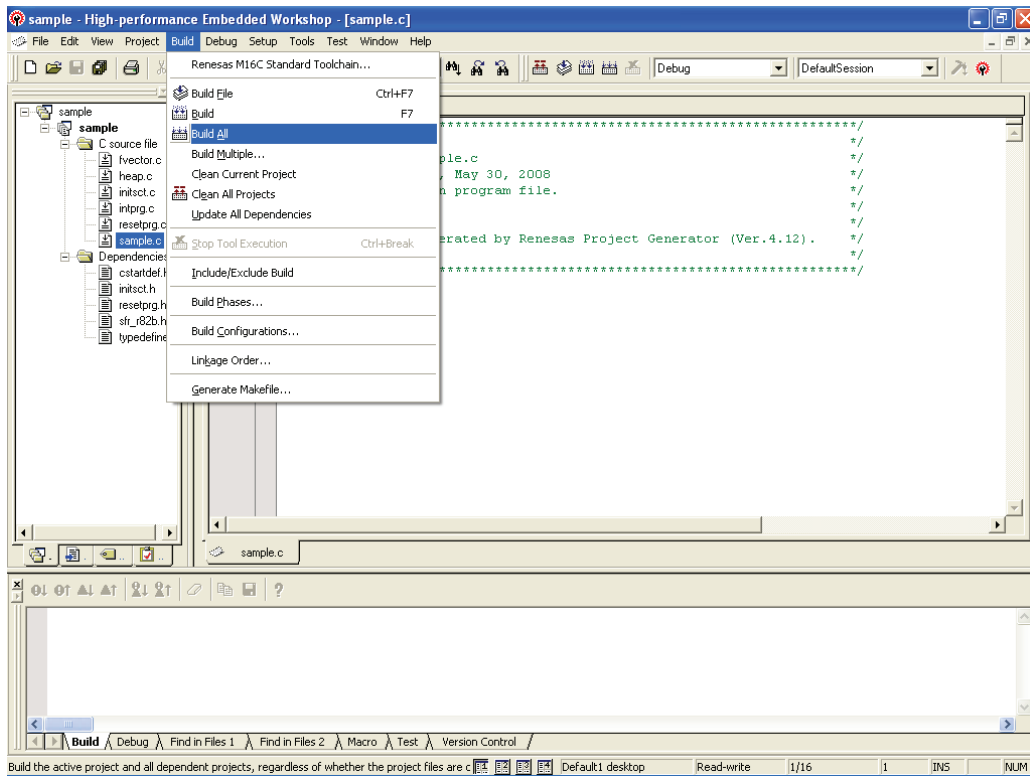 sample - High-performance Embedded Workshop - [sample.c]
File Edit View Project Build Debug Setup Tools Test Window Help
Debug DefaultSession
Renesas M16C Standard Toolchain...
Build File Ctrl+F7
Build F7
Build All
Build Multiple...
Clean Current Project
Clean All Projects
Update All Dependencies
Stop Tool Execution Ctrl+Break
Include/Exclude Build
Build Phases...
Build Configurations...
Linkage Order...
Generate Makefile...
sample
sample
C source file
fvector.c
heap.c
initsct.c
intprg.c
resetprg.c
sample.c
Dependencies
cstartdef.h
initsct.h
resetprg.h
sfr_r82b.h
typedefine
***********************************************************/
*/
ple.c */
, May 30, 2008 */
n program file. */
*/
*/
erated by Renesas Project Generator (Ver.4.12). */
*/
***********************************************************/
sample.c
Build Debug Find in Files 1 Find in Files 2 Macro Test Version Control
Build the active project and all dependent projects, regardless of whether the project files are c 1 2 3 4 Default1 desktop Read-write 1/16 1 INS NUM